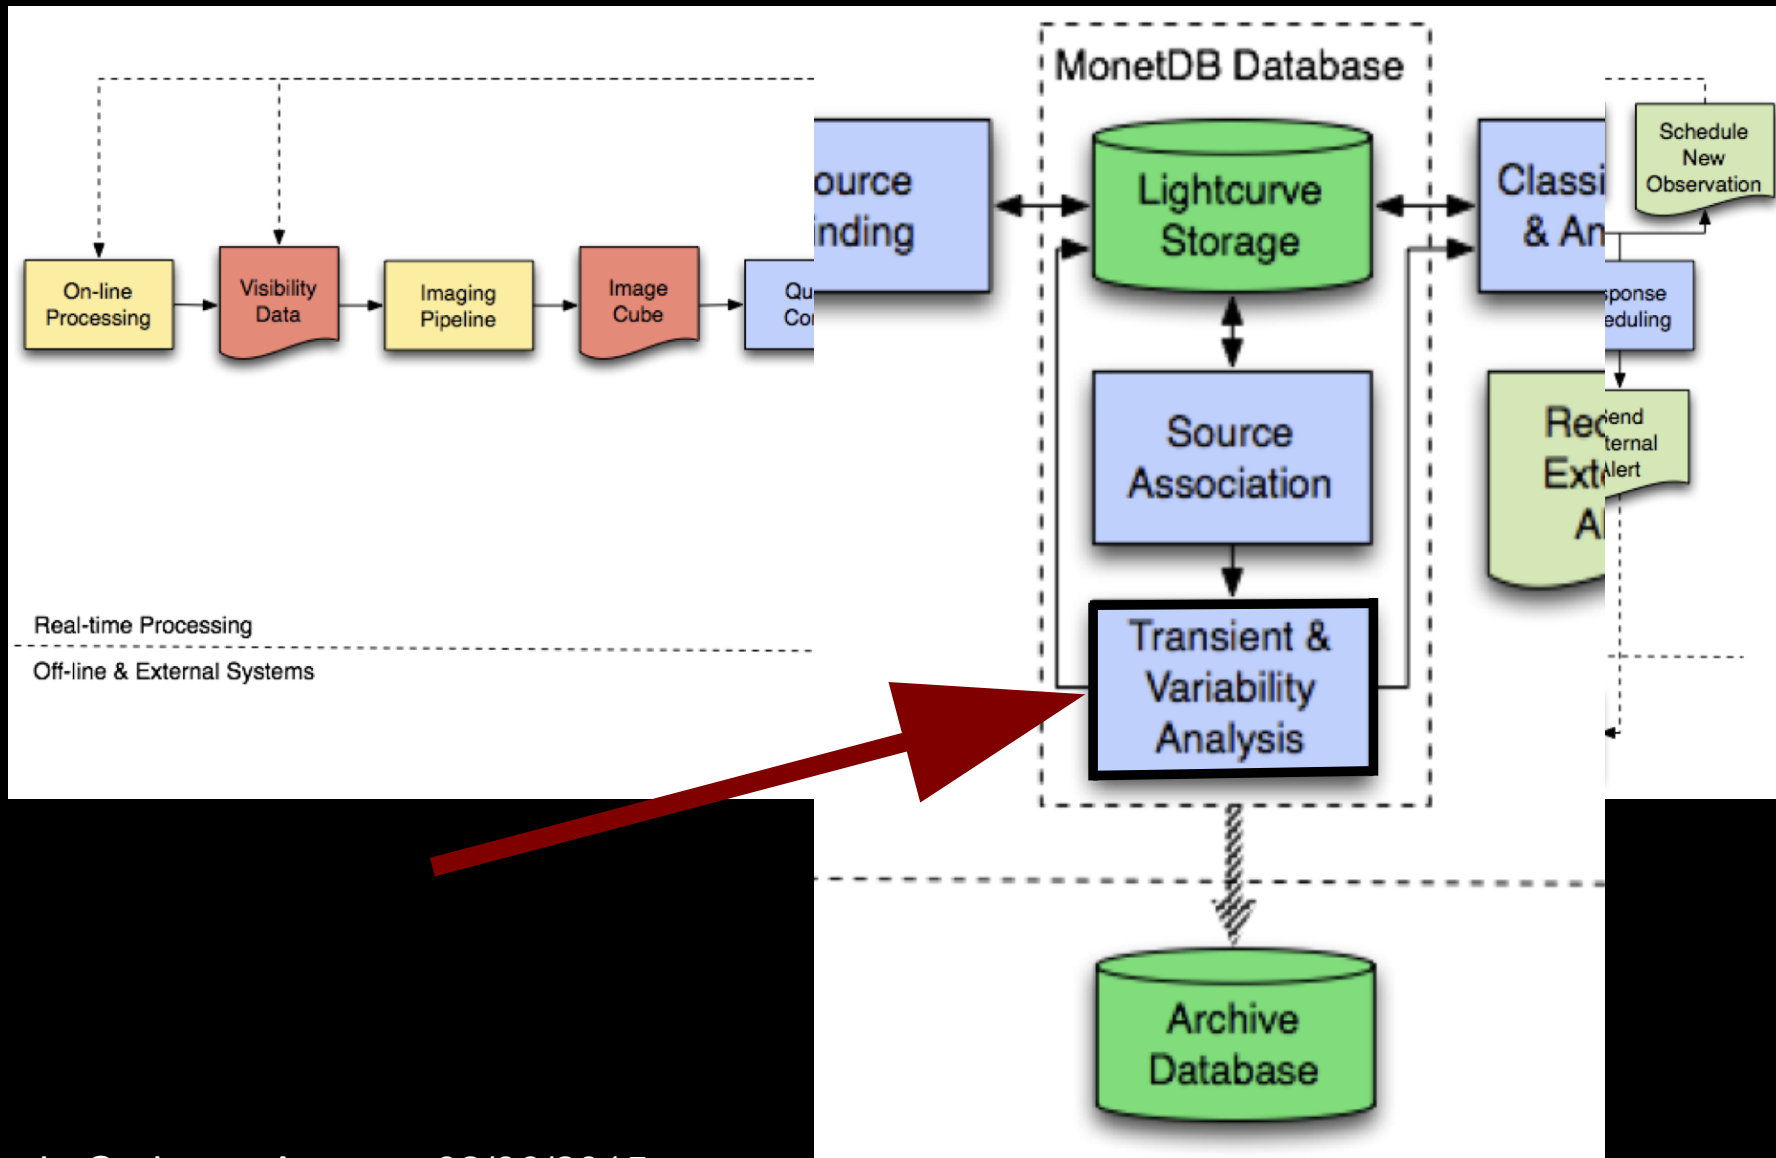 MonetDB Database
Schedule
New
Observation
Lightcurve
Storage
Classi
& An
ource
inding
On-line
Processing
Visibility
Data
Imaging
Pipeline
Image
Cube
Qu
Co
sponse
eduling
Source
Association
Rec
Exte
Al
end
ternal
Alert
Real-time Processing
Off-line & External Systems
Transient &
Variability
Analysis
Archive
Database